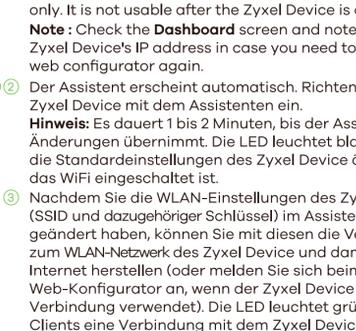 only. It is not usable after the Zyxel Device is
Note : Check the Dashboard screen and note
Zyxel Device's IP address in case you need to
web configurator again.
② Der Assistent erscheint automatisch. Richten
Zyxel Device mit dem Assistenten ein.
Hinweis: Es dauert 1 bis 2 Minuten, bis der Ass
Änderungen übernimmt. Die LED leuchtet bla
die Standardeinstellungen des Zyxel Device
das WiFi eingeschaltet ist.
③ Nachdem Sie die WLAN-Einstellungen des Zy
(SSID und dazugehöriger Schlüssel) im Assiste
geändert haben, können Sie mit diesen die Ve
zum WLAN-Netzwerk des Zyxel Device und dan
Internet herstellen (oder melden Sie sich beim
Web-Konfigurator an, wenn der Zyxel Device
Verbindung verwendet). Die LED leuchtet grü
Clients eine Verbindung mit dem Zyxel Devic